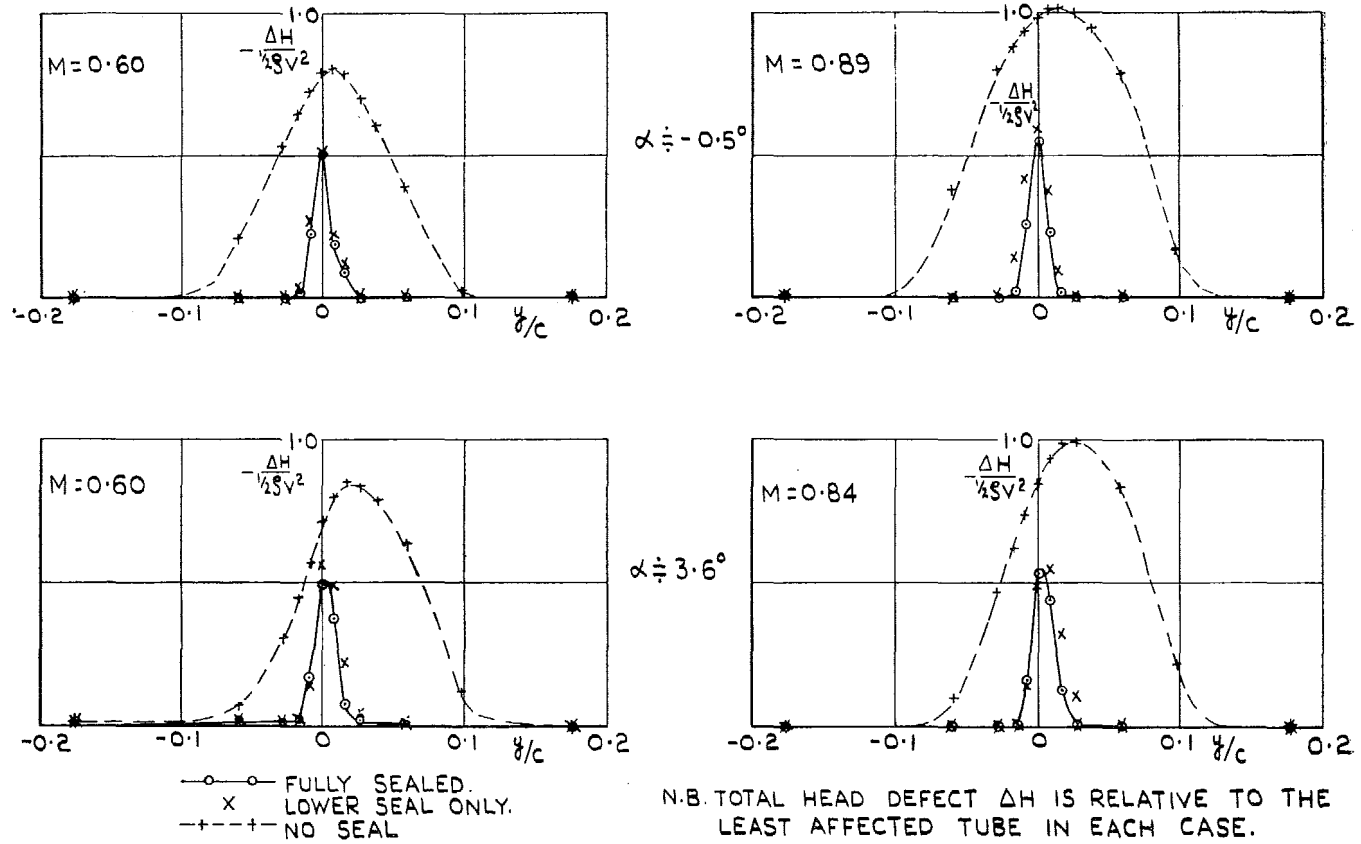 1.0
-ΔH
½ρV²
M=0.60
-0.2
-0.1
0
0.1
y/c
0.2
1.0
-ΔH
½ρV²
M=0.89
-0.2
-0.1
0
0.1
y/c
0.2
α ≑ -0.5°
1.0
-ΔH
½ρV²
M=0.60
-0.2
-0.1
0
0.1
y/c
0.2
1.0
-ΔH
½ρV²
M=0.84
-0.2
-0.1
0
0.1
y/c
0.2
α ≑ 3.6°
FULLY SEALED.
X LOWER SEAL ONLY.
NO SEAL
N.B. TOTAL HEAD DEFECT ΔH IS RELATIVE TO THE
LEAST AFFECTED TUBE IN EACH CASE.